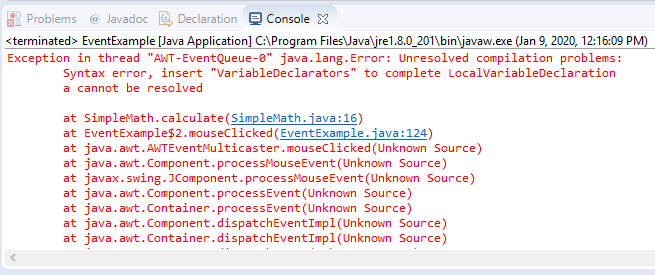 Problems @ Javadoc Declaration Console
<terminated> EventExample [Java Application] C:\Program Files\Java\jre1.8.0_201\bin\javaw.exe (Jan 9, 2020, 12:16:09 PM)
Exception in thread "AWT-EventQueue-0" java.lang.Error: Unresolved compilation problems:
Syntax error, insert "VariableDeclarators" to complete LocalVariableDeclaration
a cannot be resolved
at SimpleMath.calculate(SimpleMath.java:16)
at EventExample$2.mouseClicked(EventExample.java:124)
at java.awt.AWTEventMulticaster.mouseClicked(Unknown Source)
at java.awt.Component.processMouseEvent(Unknown Source)
at javax.swing.JComponent.processMouseEvent(Unknown Source)
at java.awt.Component.processEvent(Unknown Source)
at java.awt.Container.processEvent(Unknown Source)
at java.awt.Component.dispatchEventImpl(Unknown Source)
at java.awt.Container.dispatchEventImpl(Unknown Source)